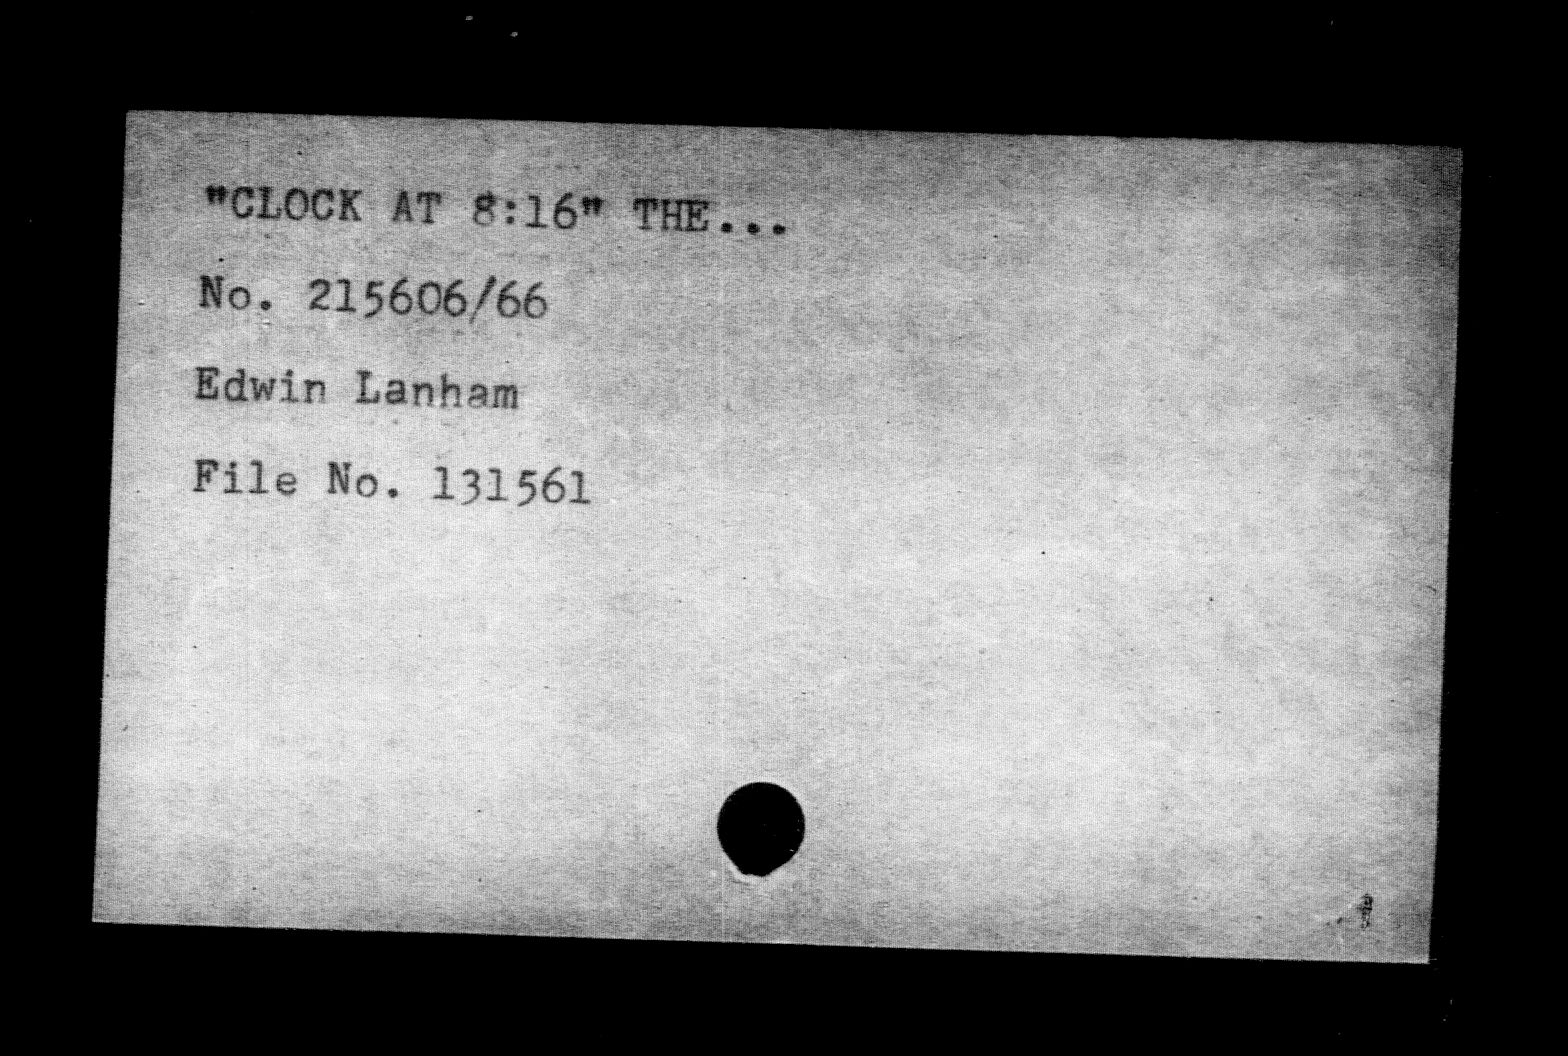 "CLOCK AT 8:16" THE...
No. 215606/66
Edwin Lanham
File No. 131561